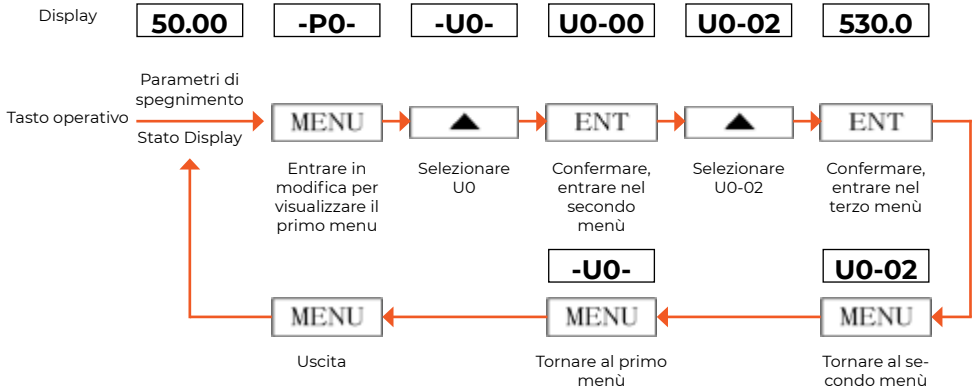 Display
50.00
-P0-
-U0-
U0-00
U0-02
530.0
Parametri di
spegnimento
Tasto operativo
Stato Display
MENU
ENT
ENT
Entrare in
modifica per
visualizzare il
primo menu
Selezionare
U0
Confermare,
entrare nel
secondo
menù
Selezionare
U0-02
Confermare,
entrare nel
terzo menù
-U0-
U0-02
MENU
MENU
MENU
Uscita
Tornare al primo
menù
Tornare al se-
condo menù